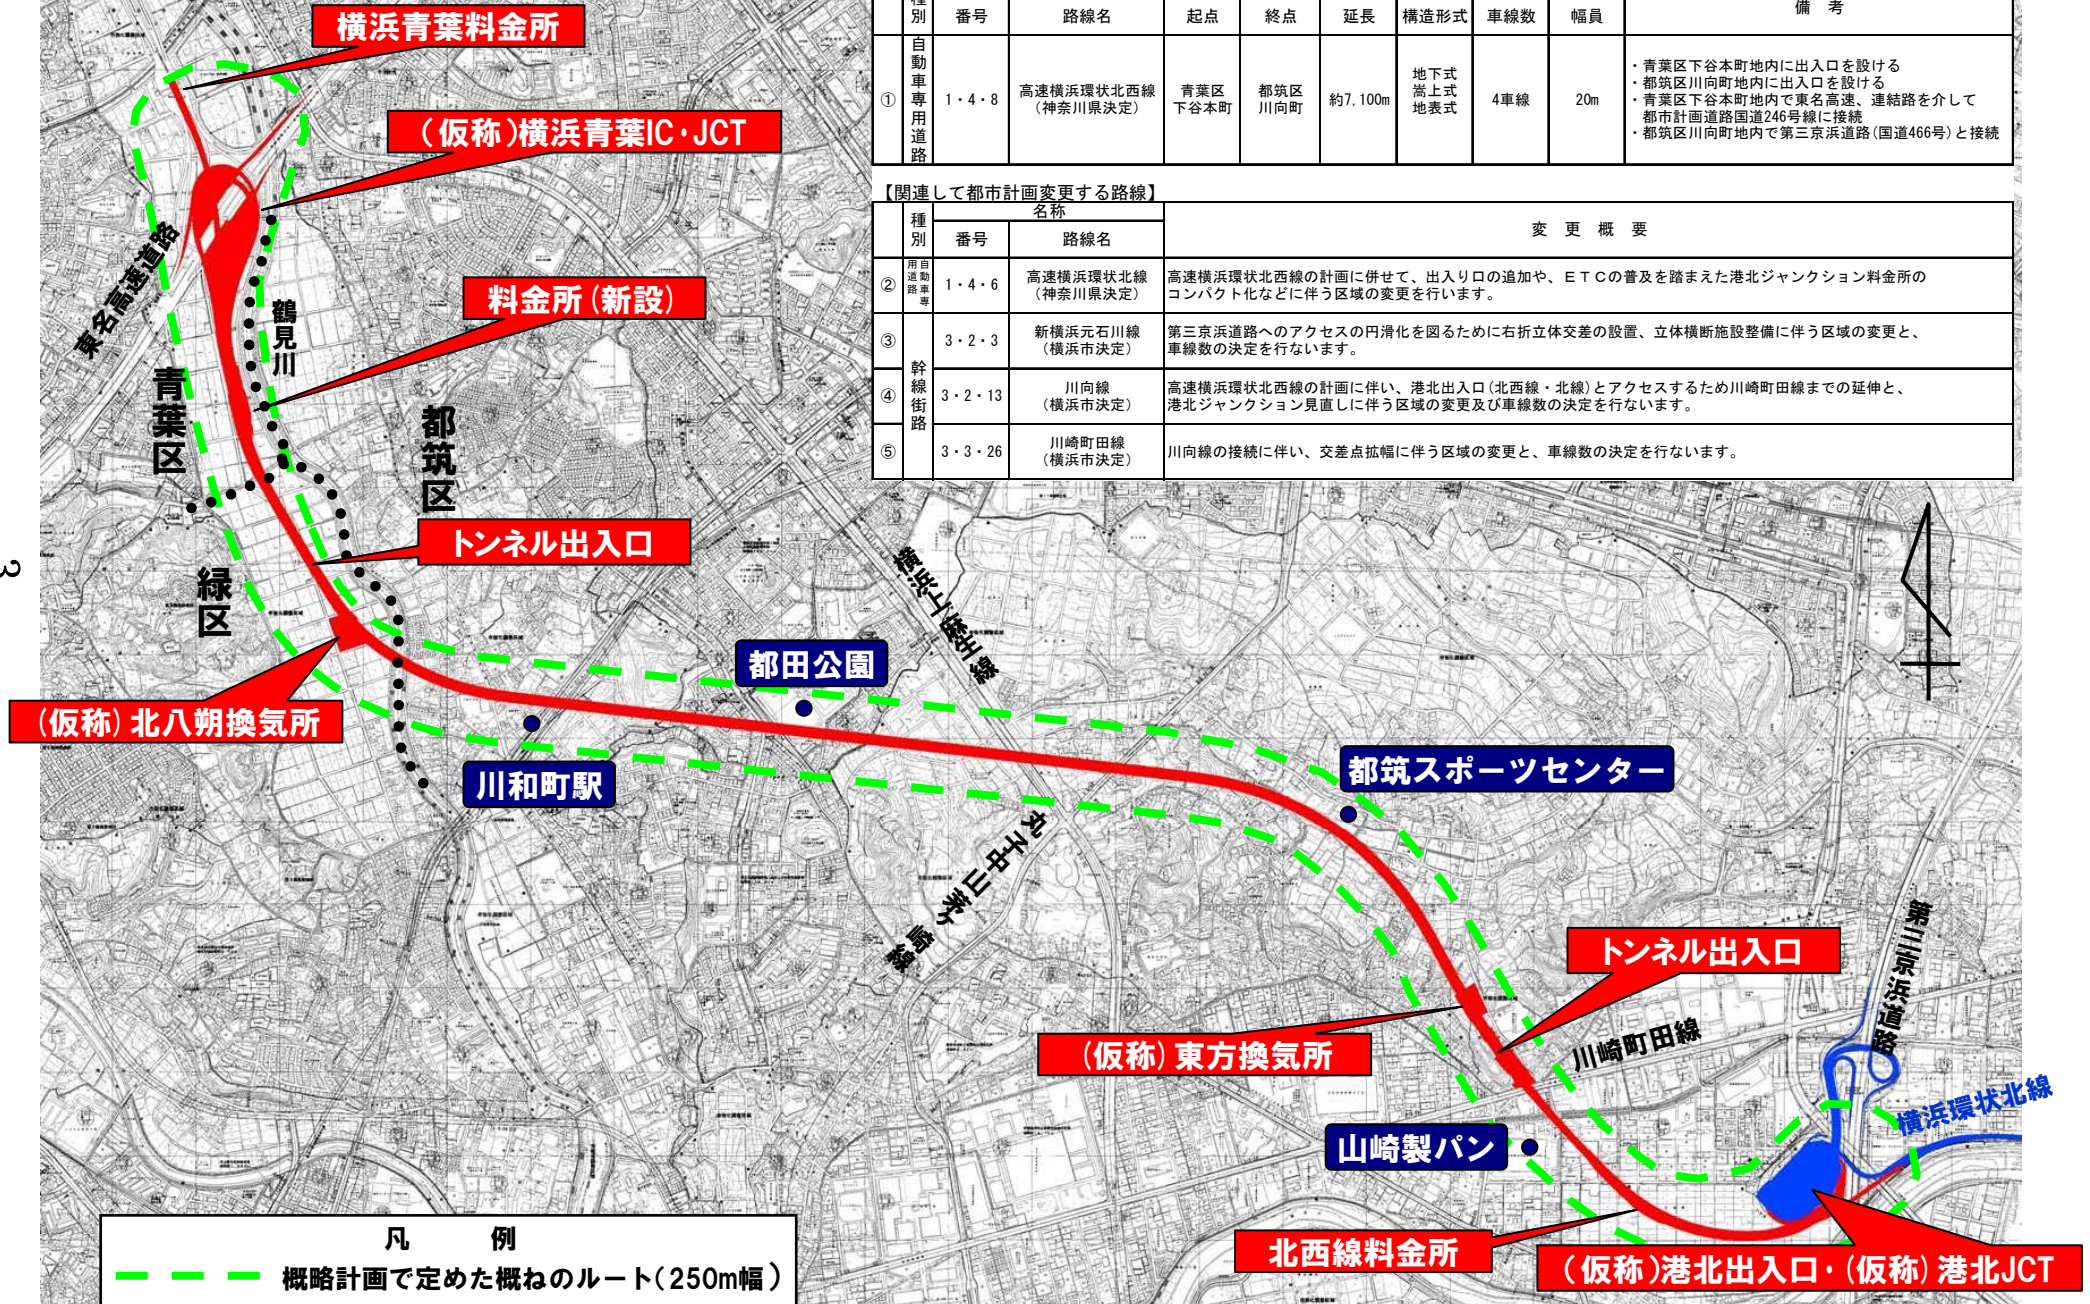 種別
番号
路線名
起点
終点
延長
構造形式
車線数
幅員
備 考
①
自動車専用道路
1・4・8
高速横浜環状北西線
（神奈川県決定）
青葉区
下谷本町
都筑区
川向町
約7,100m
地下式
嵩上式
地表式
4車線
20m
・青葉区下谷本町地内に出入口を設ける
・都筑区川向町地内に出入口を設ける
・青葉区下谷本町地内で東名高速、連結路を介して
都市計画道路国道246号線に接続
・都筑区川向町地内で第三京浜道路(国道466号)と接続
【関連して都市計画変更する路線】
種別
名称
番号
路線名
変 更 概 要
②
自動車専用道路
1・4・6
高速横浜環状北線
（神奈川県決定）
高速横浜環状北西線の計画に併せて、出入り口の追加や、ＥＴＣの普及を踏まえた港北ジャンクション料金所の
コンパクト化などに伴う区域の変更を行います。
③
幹線街路
3・2・3
新横浜元石川線
（横浜市決定）
第三京浜道路へのアクセスの円滑化を図るために右折立体交差の設置、立体横断施設整備に伴う区域の変更と、
車線数の決定を行ないます。
④
3・2・13
川向線
（横浜市決定）
高速横浜環状北西線の計画に伴い、港北出入口(北西線・北線)とアクセスするため川崎町田線までの延伸と、
港北ジャンクション見直しに伴う区域の変更及び車線数の決定を行ないます。
⑤
3・3・26
川崎町田線
（横浜市決定）
川向線の接続に伴い、交差点拡幅に伴う区域の変更と、車線数の決定を行ないます。
横浜青葉料金所
（仮称）横浜青葉IC・JCT
東名高速道路
料金所（新設）
鶴見川
青葉区
都筑区
トンネル出入口
緑区
3
横浜上麻生線
都田公園
（仮称）北八朔換気所
川和町駅
都筑スポーツセンター
丸子中山茅ケ崎線
第三京浜道路
トンネル出入口
（仮称）東方換気所
川崎町田線
横浜環状北線
山崎製パン
北西線料金所
（仮称）港北出入口・（仮称）港北JCT
凡 例
概略計画で定めた概ねのルート（250m幅）